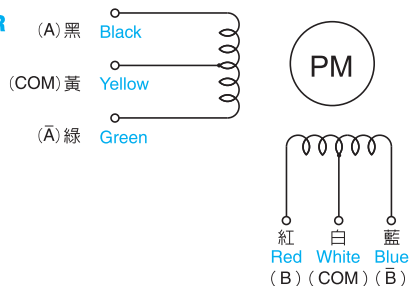 R
(A)黑 Black
(COM)黃 Yellow
(A̅)綠 Green
PM
紅 白 藍
Red White Blue
(B) (COM) (B̅)